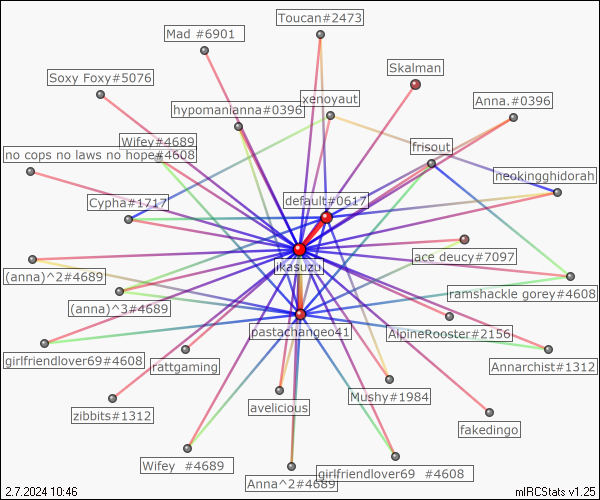 Toucan#2473
Mad #6901
Skalman
Soxy Foxy#5076
xenoyaut
Anna.#0396
hypomanianna#0396
Wifey#4689
frisout
no cops no laws no hope#4608
neokingghidorah
default#0617
Cypha#1717
ace deucy#7097
ikasuzu
(anna)^2#4689
ramshackle gorey#4608
(anna)^3#4689
pastachangeo41
AlpineRooster#2156
girlfriendlover69#4608
rattgaming
Annarchist#1312
Mushy#1984
zibbits#1312
avelicious
fakedingo
Wifey #4689
girlfriendlover69 #4608
Anna^2#4689
2.7.2024 10:46
mIRCStats v1.25